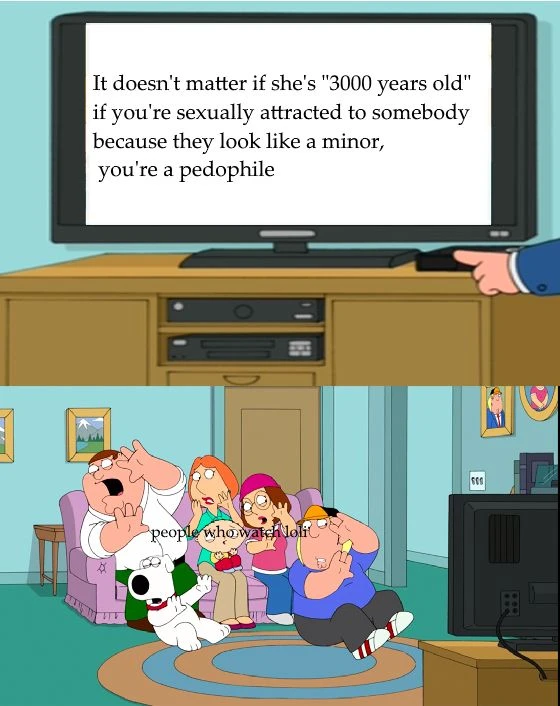 It doesn't matter if she's "3000 years old"
if you're sexually attracted to somebody
because they look like a minor,
you're a pedophile
people who watch loli